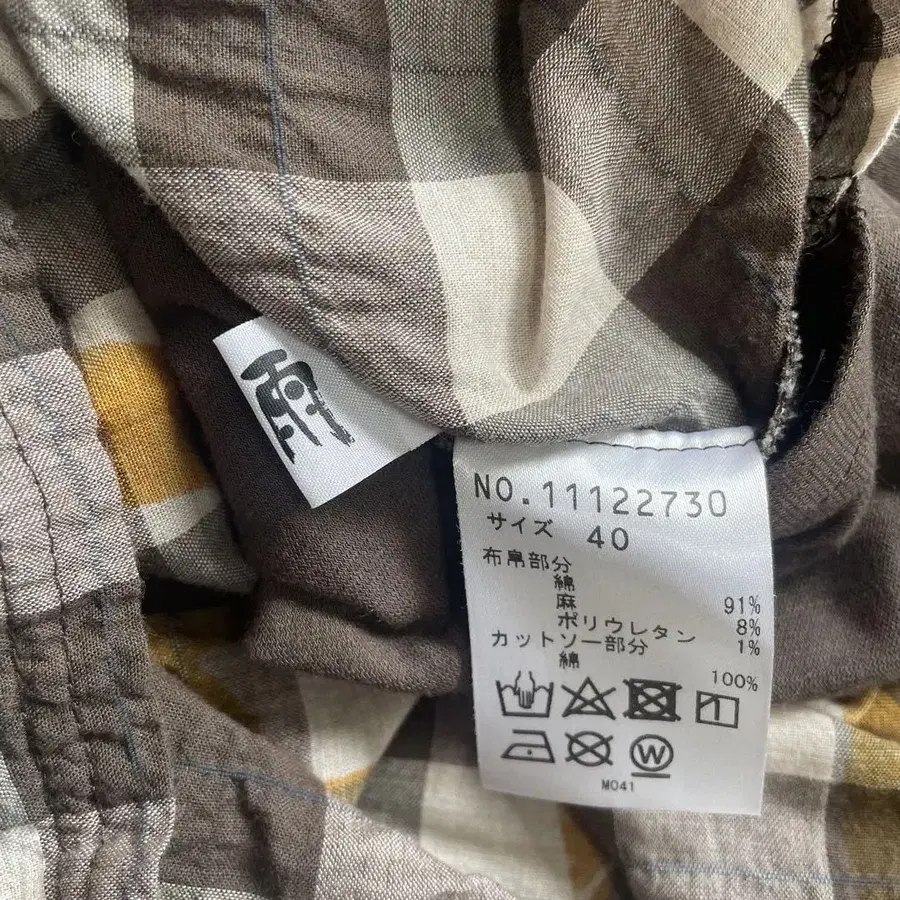 雨
NO.11122730
サイズ 40
布帛部分
綿 91%
麻 8%
ポリウレタン 1%
カットソー部分
綿 100%
W
M041